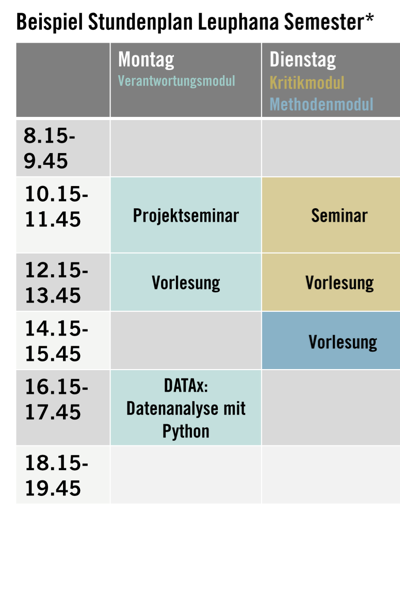 Beispiel Stundenplan Leuphana Semester*
Montag
Verantwortungsmodul
Dienstag
Kritikmodul
Methodenmodul
8.15-
9.45
10.15-
11.45
Projektseminar
Seminar
12.15-
13.45
Vorlesung
Vorlesung
14.15-
15.45
Vorlesung
16.15-
17.45
DATAx:
Datenanalyse mit
Python
18.15-
19.45